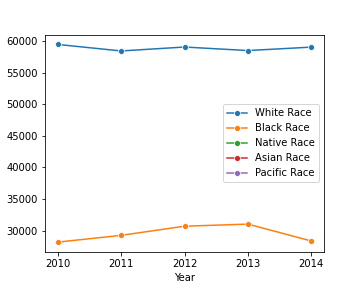 60000
55000
50000
45000
40000
35000
30000
White Race
Black Race
Native Race
Asian Race
Pacific Race
2010 2011 2012 2013 2014
Year